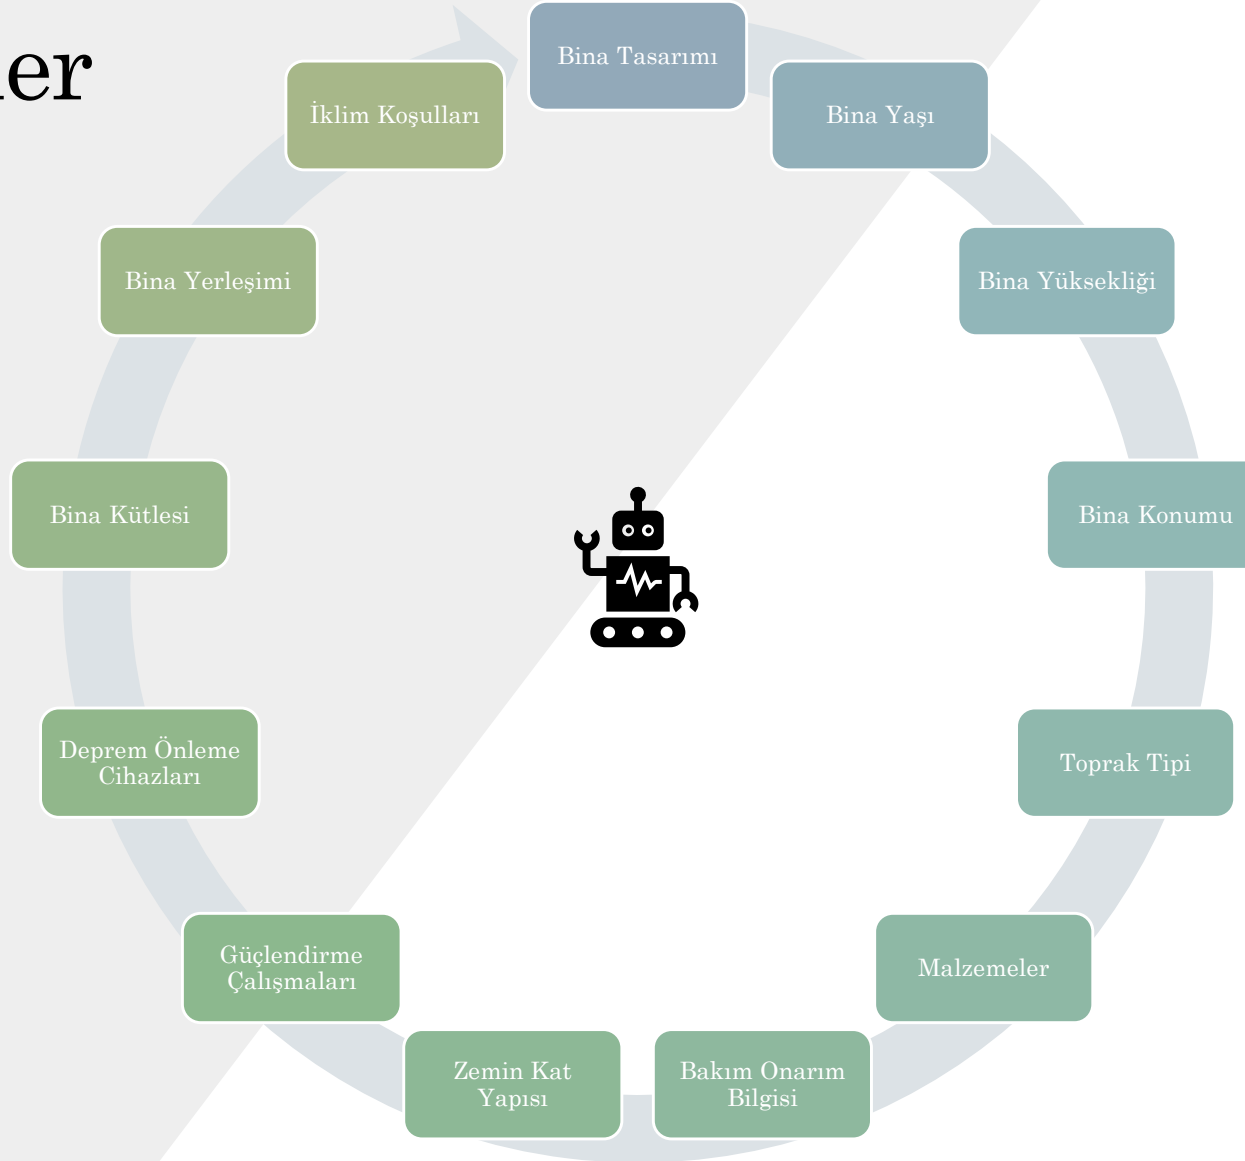 Bina Tasarımı
Bina Yaşı
Bina Yüksekliği
Bina Konumu
Toprak Tipi
Malzemeler
Bakım Onarım
Bilgisi
Zemin Kat
Yapısı
Güçlendirme
Çalışmaları
Deprem Önleme
Cihazları
Bina Kütlesi
Bina Yerleşimi
İklim Koşulları